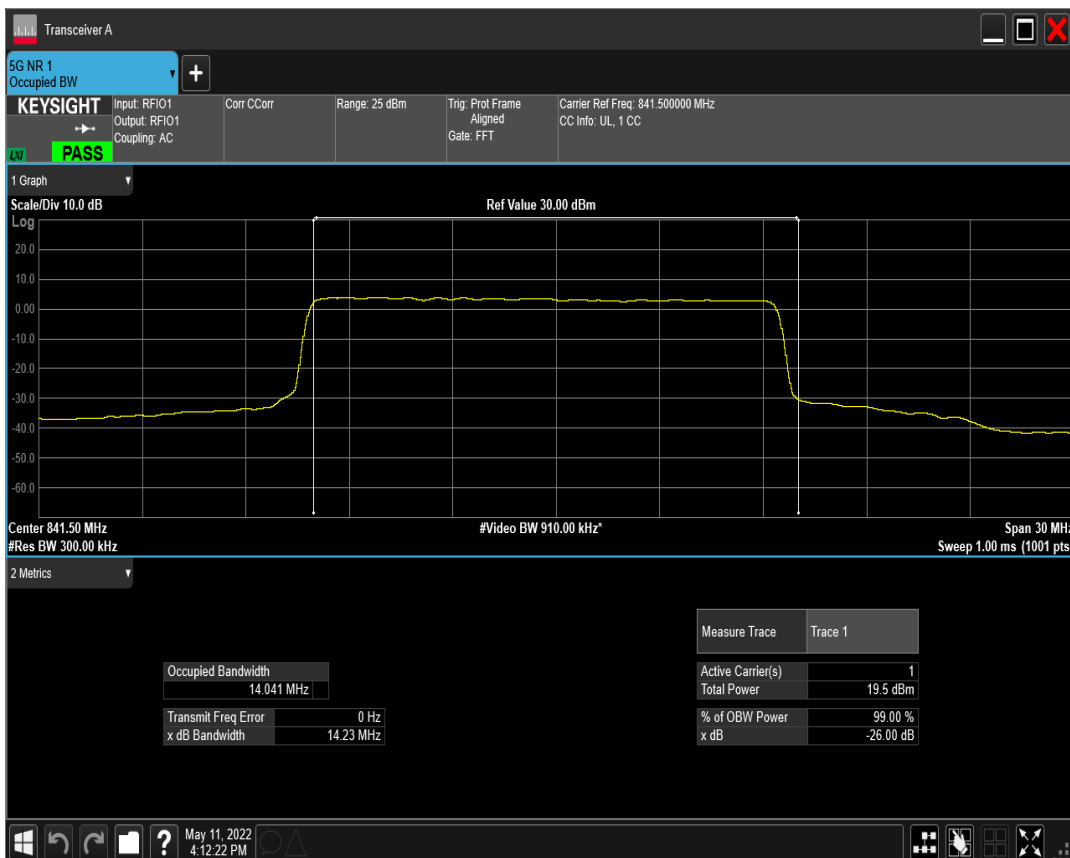 Transceiver A
5G NR 1
Occupied BW
KEYSIGHT
LXI
PASS
Input: RFIO1
Output: RFIO1
Coupling: AC
Corr CCorr
Range: 25 dBm
Trig: Prot Frame
Aligned
Gate: FFT
Carrier Ref Freq: 841.500000 MHz
CC Info: UL, 1 CC
1 Graph
Scale/Div 10.0 dB
Ref Value 30.00 dBm
Log
20.0
10.0
0.00
-10.0
-20.0
-30.0
-40.0
-50.0
-60.0
Center 841.50 MHz
#Video BW 910.00 kHz*
Span 30 MHz
#Res BW 300.00 kHz
Sweep 1.00 ms (1001 pts
2 Metrics
Measure Trace Trace 1
Occupied Bandwidth
14.041 MHz
Active Carrier(s) 1
Total Power 19.5 dBm
Transmit Freq Error 0 Hz
x dB Bandwidth 14.23 MHz
% of OBW Power 99.00 %
x dB -26.00 dB
?
May 11, 2022
4:12:22 PM